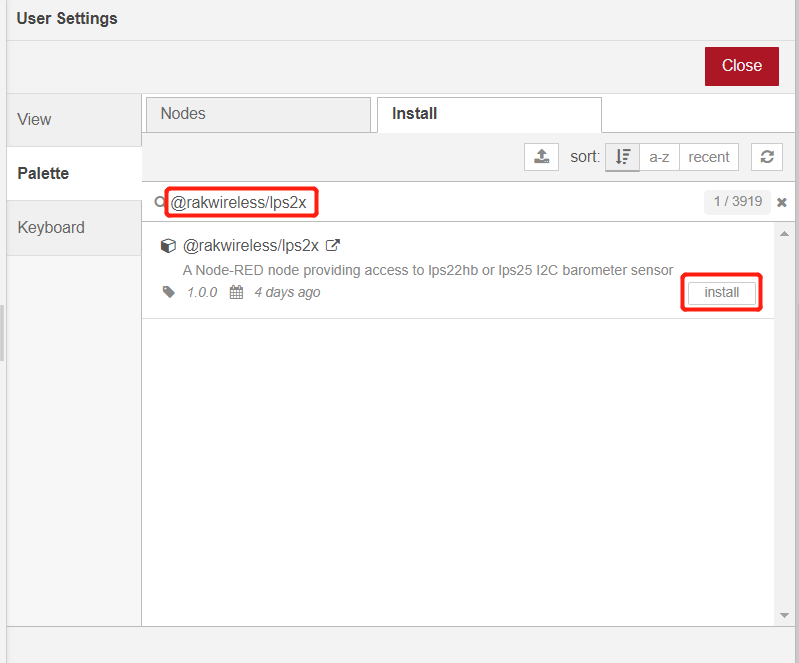 User Settings
Close
View
Palette
Keyboard
Nodes
Install
sort: a-z recent
@rakwireless/lps2x 1 / 3919
@rakwireless/lps2x
A Node-RED node providing access to lps22hb or lps25 I2C barometer sensor
1.0.0 4 days ago
install